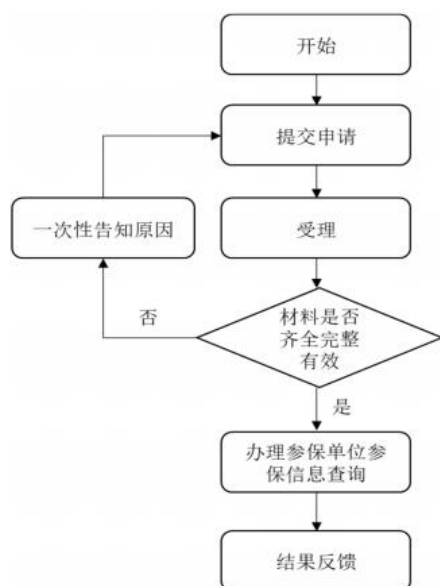 开始
提交申请
一次性告知原因
受理
否
材料是否
齐全完整
有效
是
办理参保单位参
保信息查询
结果反馈